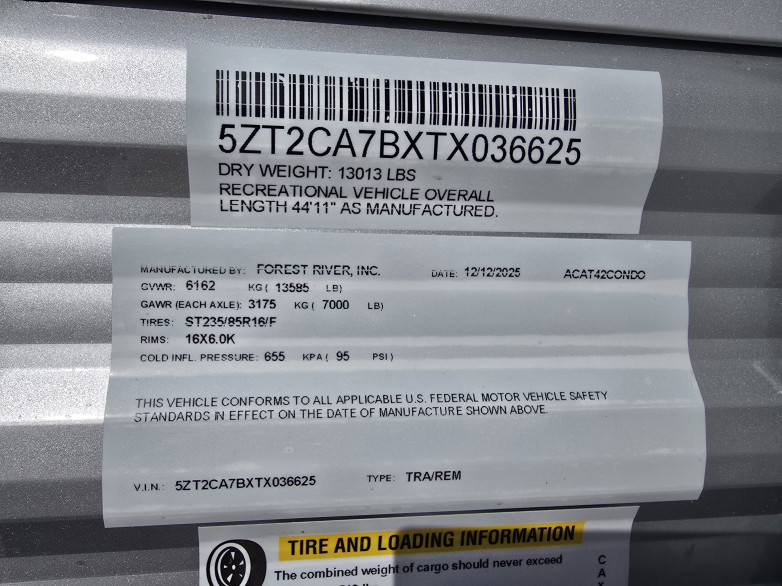 5ZT2CA7BXTX036625
DRY WEIGHT: 13013 LBS
RECREATIONAL VEHICLE OVERALL
LENGTH 44'11" AS MANUFACTURED.
MANUFACTURED BY: FOREST RIVER, INC. DATE: 12/12/2025 ACAT42CONDO
GVWR: 6162 KG ( 13585 LB)
GAWR (EACH AXLE): 3175 KG ( 7000 LB)
TIRES: ST235/85R16/F
RIMS: 16X6.0K
COLD INFL. PRESSURE: 655 KPA ( 95 PSI )
THIS VEHICLE CONFORMS TO ALL APPLICABLE U.S. FEDERAL MOTOR VEHICLE SAFETY
STANDARDS IN EFFECT ON THE DATE OF MANUFACTURE SHOWN ABOVE.
V.I.N.: 5ZT2CA7BXTX036625 TYPE: TRA/REM
TIRE AND LOADING INFORMATION
The combined weight of cargo should never exceed
C
A